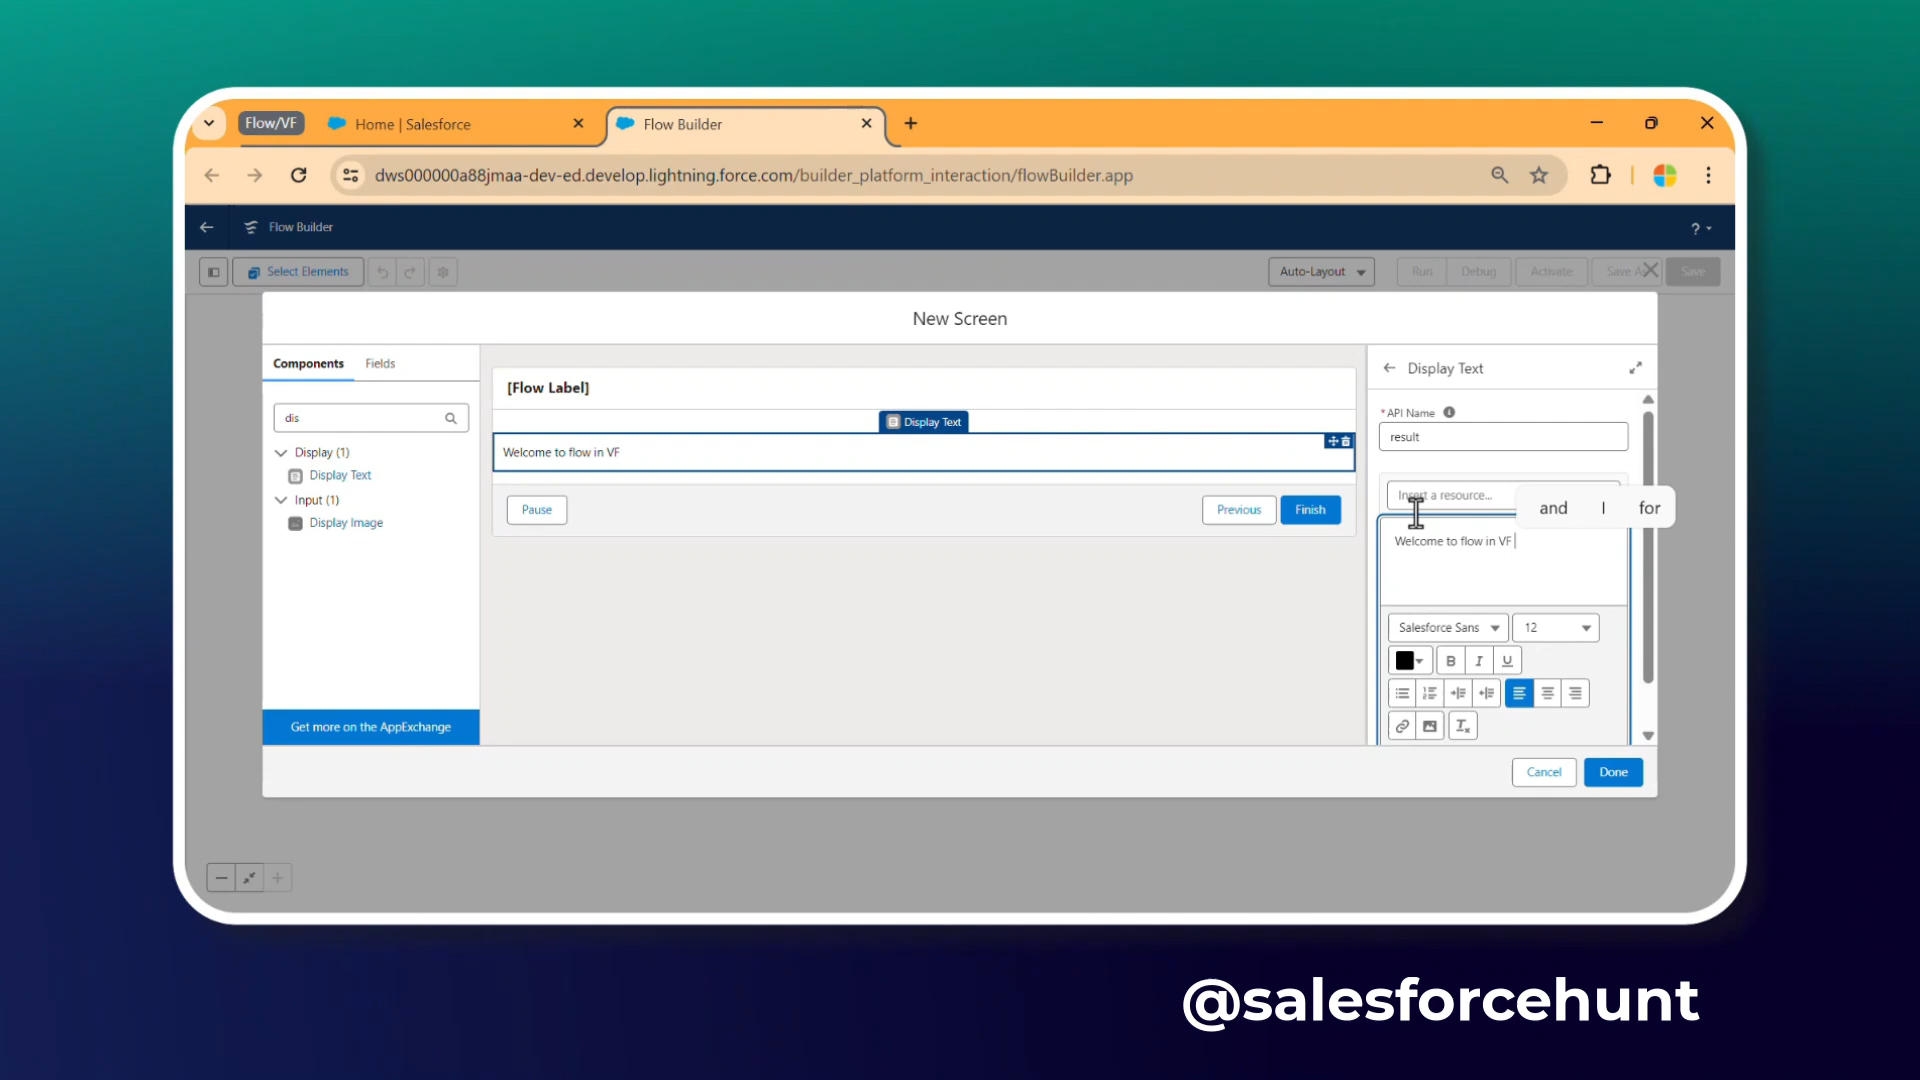 Flow/VF
Home | Salesforce
Flow Builder
dws000000a88jmaa-dev-ed.develop.lightning.force.com/builder_platform_interaction/flowBuilder.app
Flow Builder
?
Select Elements
Auto-Layout
Run
Debug
Activate
Save
New Screen
Components
Fields
dis
Display (1)
Display Text
Input (1)
Display Image
Get more on the AppExchange
[Flow Label]
Display Text
Welcome to flow in VF
Pause
Previous
Finish
Display Text
*API Name
result
Insert a resource...
and I for
Welcome to flow in VF
Salesforce Sans
12
B I U
Cancel
Done
@salesforcehunt